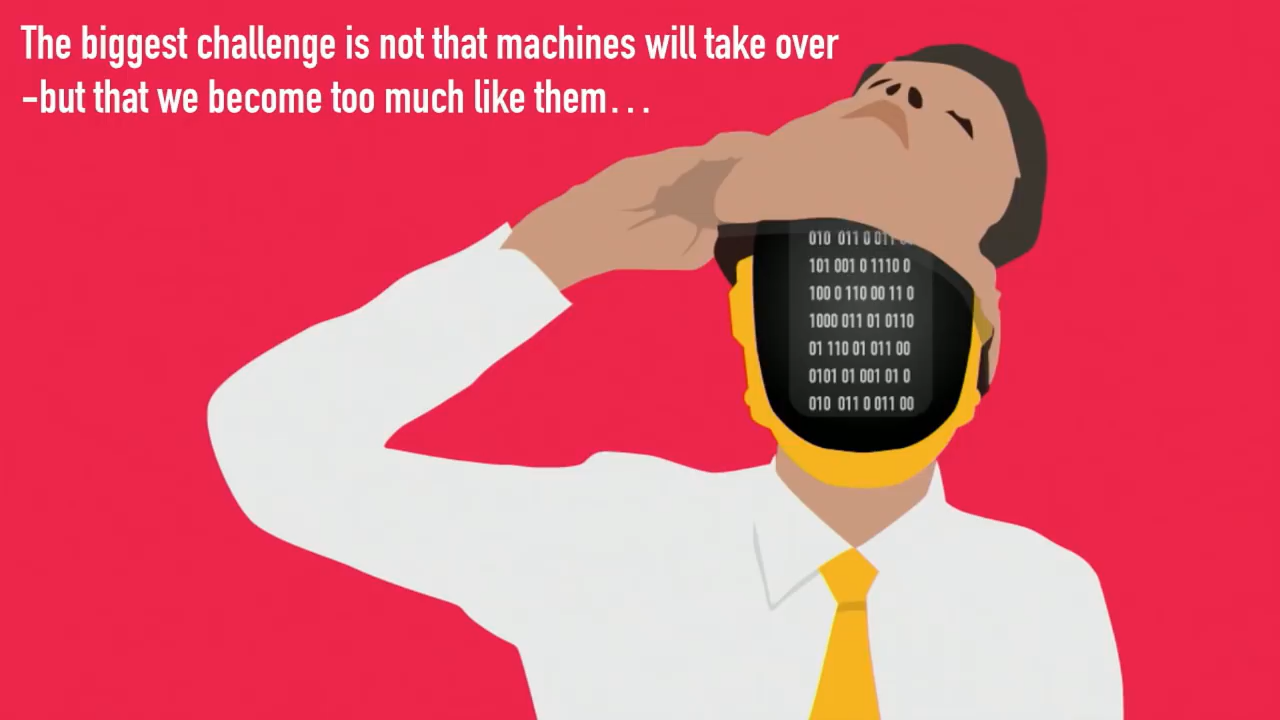 The biggest challenge is not that machines will take over
-but that we become too much like them...
010 011 0 011
101 001 0 1110 0
100 0 110 00 11 0
1000 011 01 0110
01 110 01 011 00
0101 01 001 01 0
010 011 0 011 00